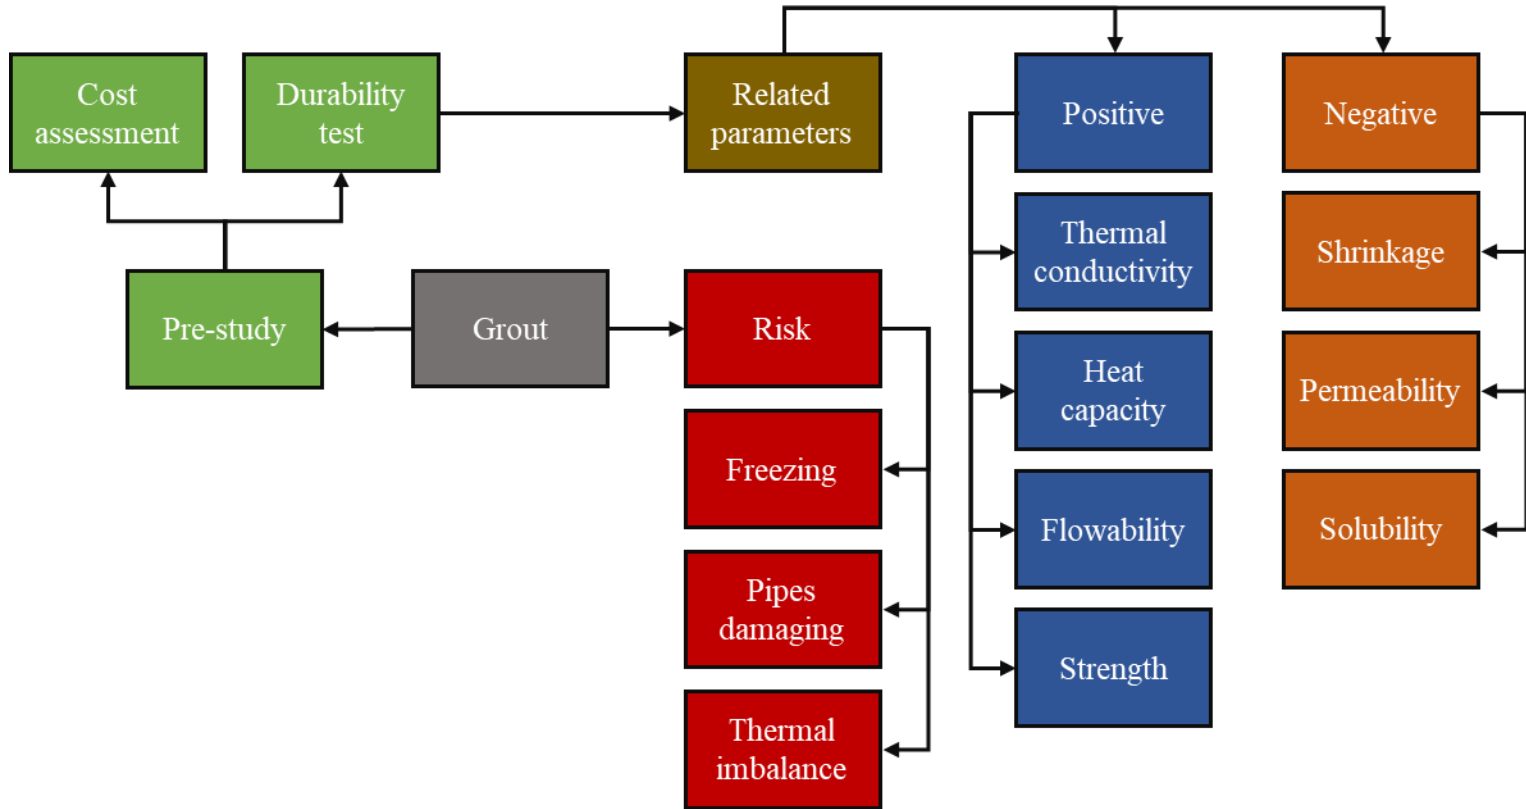 Cost
assessment
Durability
test
Related
parameters
Positive
Negative
Thermal
conductivity
Shrinkage
Pre-study
Grout
Risk
Heat
capacity
Permeability
Freezing
Flowability
Solubility
Pipes
damaging
Strength
Thermal
imbalance